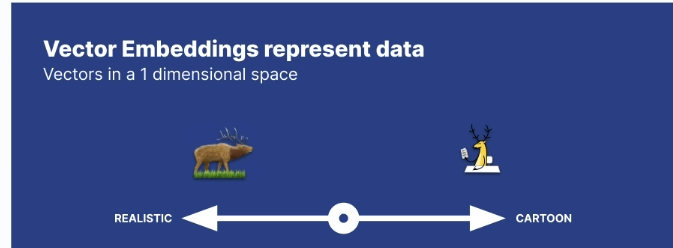 Vector Embeddings represent data
Vectors in a 1 dimensional space
REALISTIC
CARTOON